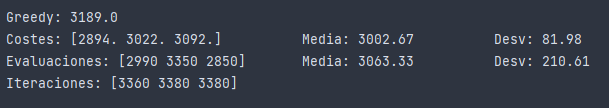 Greedy: 3189.0
Costes: [2894. 3022. 3092.] Media: 3002.67 Desv: 81.98
Evaluaciones: [2990 3350 2850] Media: 3063.33 Desv: 210.61
Iteraciones: [3360 3380 3380]